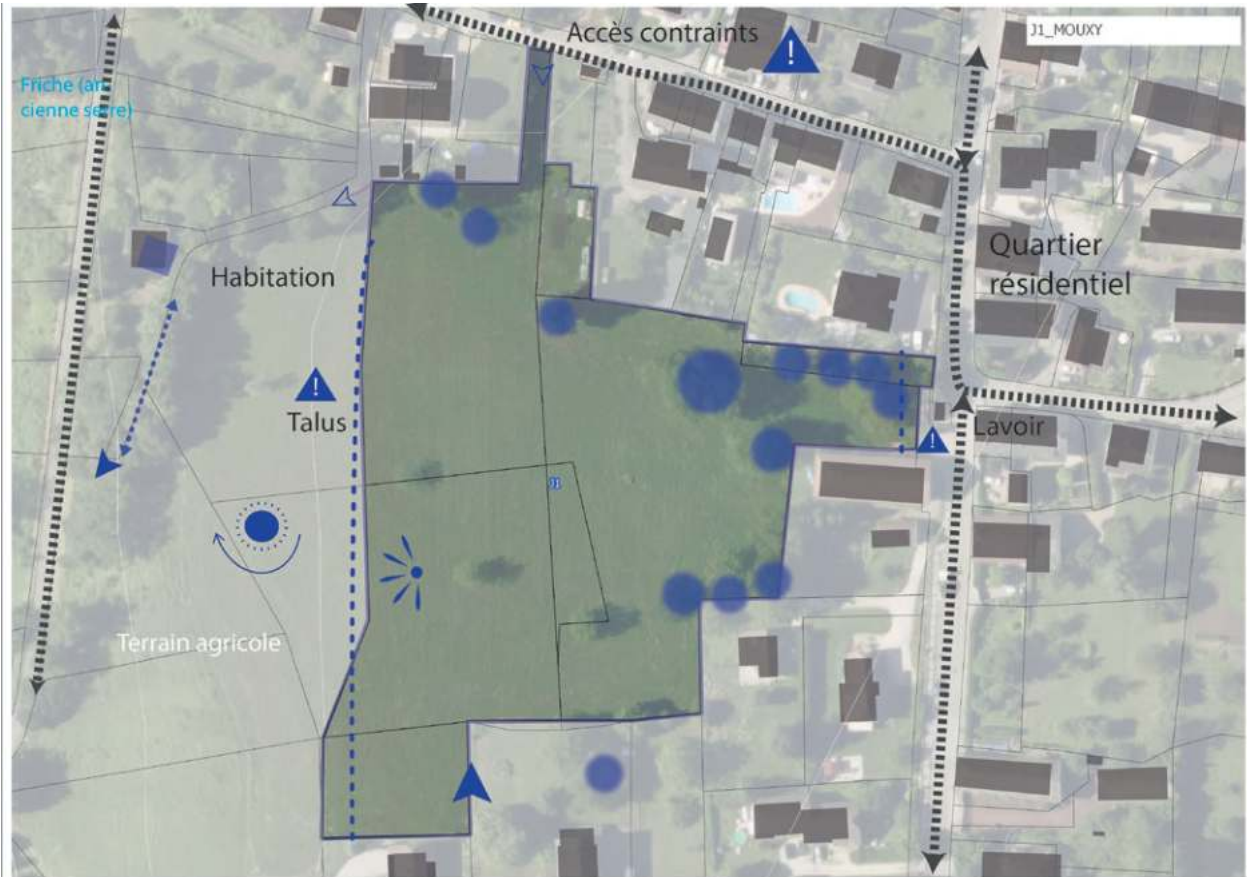 Accès contraints
!
J1_MOUXY
Friche (an
cienne serre)
Quartier
résidentiel
Habitation
!
Talus
Lavoir
!
Terrain agricole